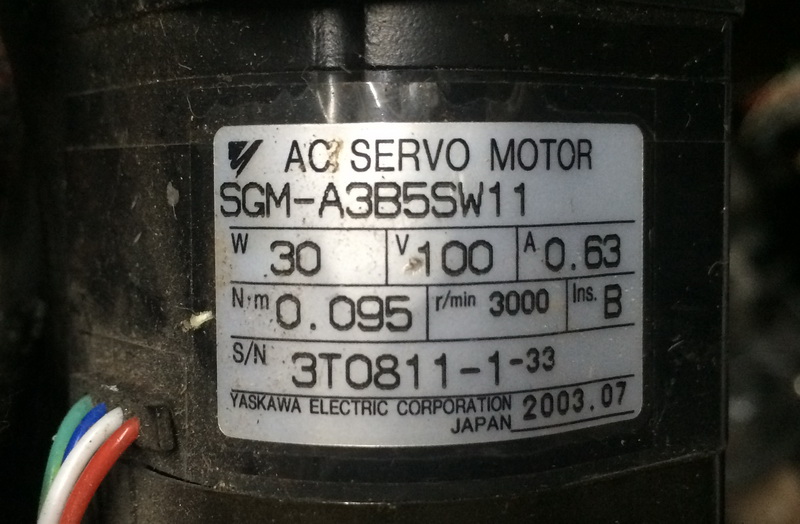 AC SERVO MOTOR
SGM-A3B5SW11
W 30 V 100 A 0.63
N·m 0.095 r/min 3000 Ins. B
S/N 3T0811-1-33
YASKAWA ELECTRIC CORPORATION 2003.07
JAPAN